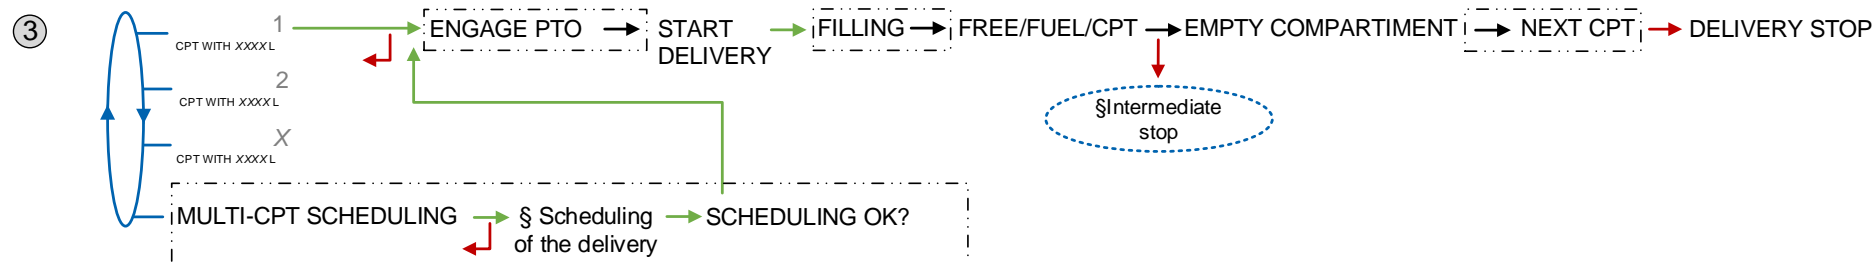 3
1
CPT WITH XXXX L
ENGAGE PTO
START
DELIVERY
FILLING
FREE/FUEL/CPT
EMPTY COMPARTIMENT
NEXT CPT
DELIVERY STOP
2
CPT WITH XXXX L
§Intermediate
stop
X
CPT WITH XXXX L
MULTI-CPT SCHEDULING
§ Scheduling
of the delivery
SCHEDULING OK?